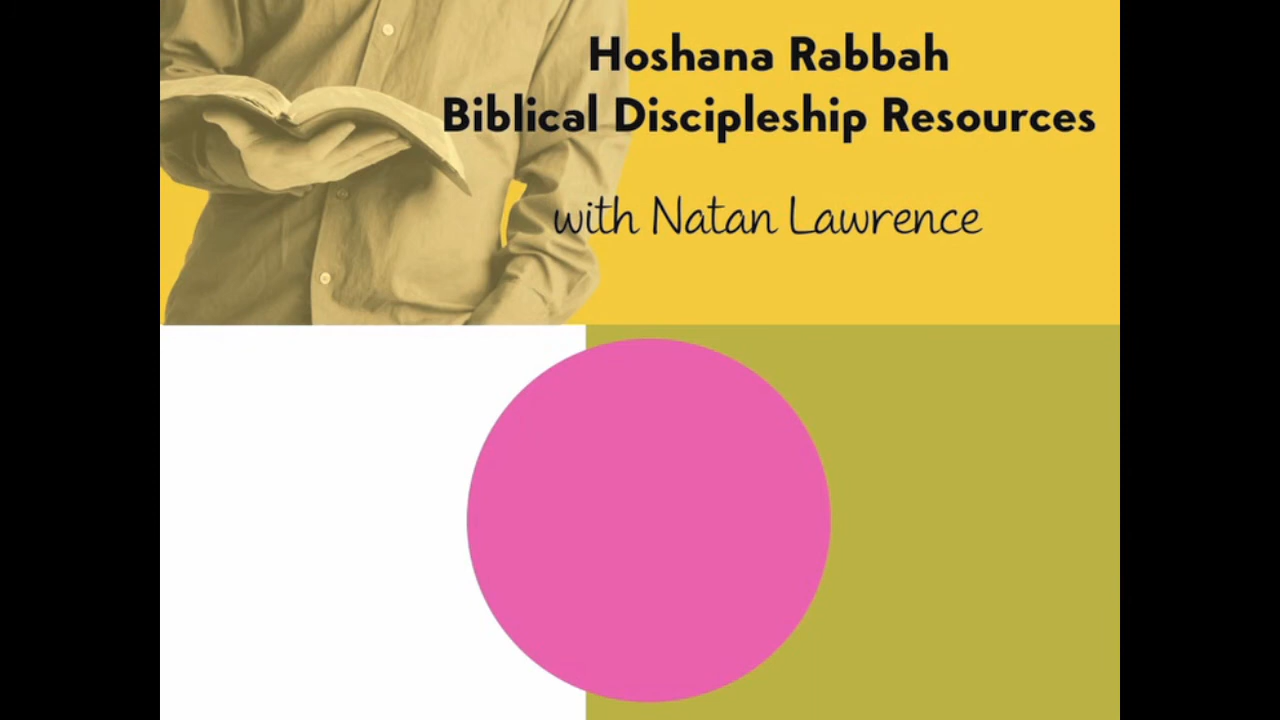 Hoshana Rabbah
Biblical Discipleship Resources
with Natan Lawrence